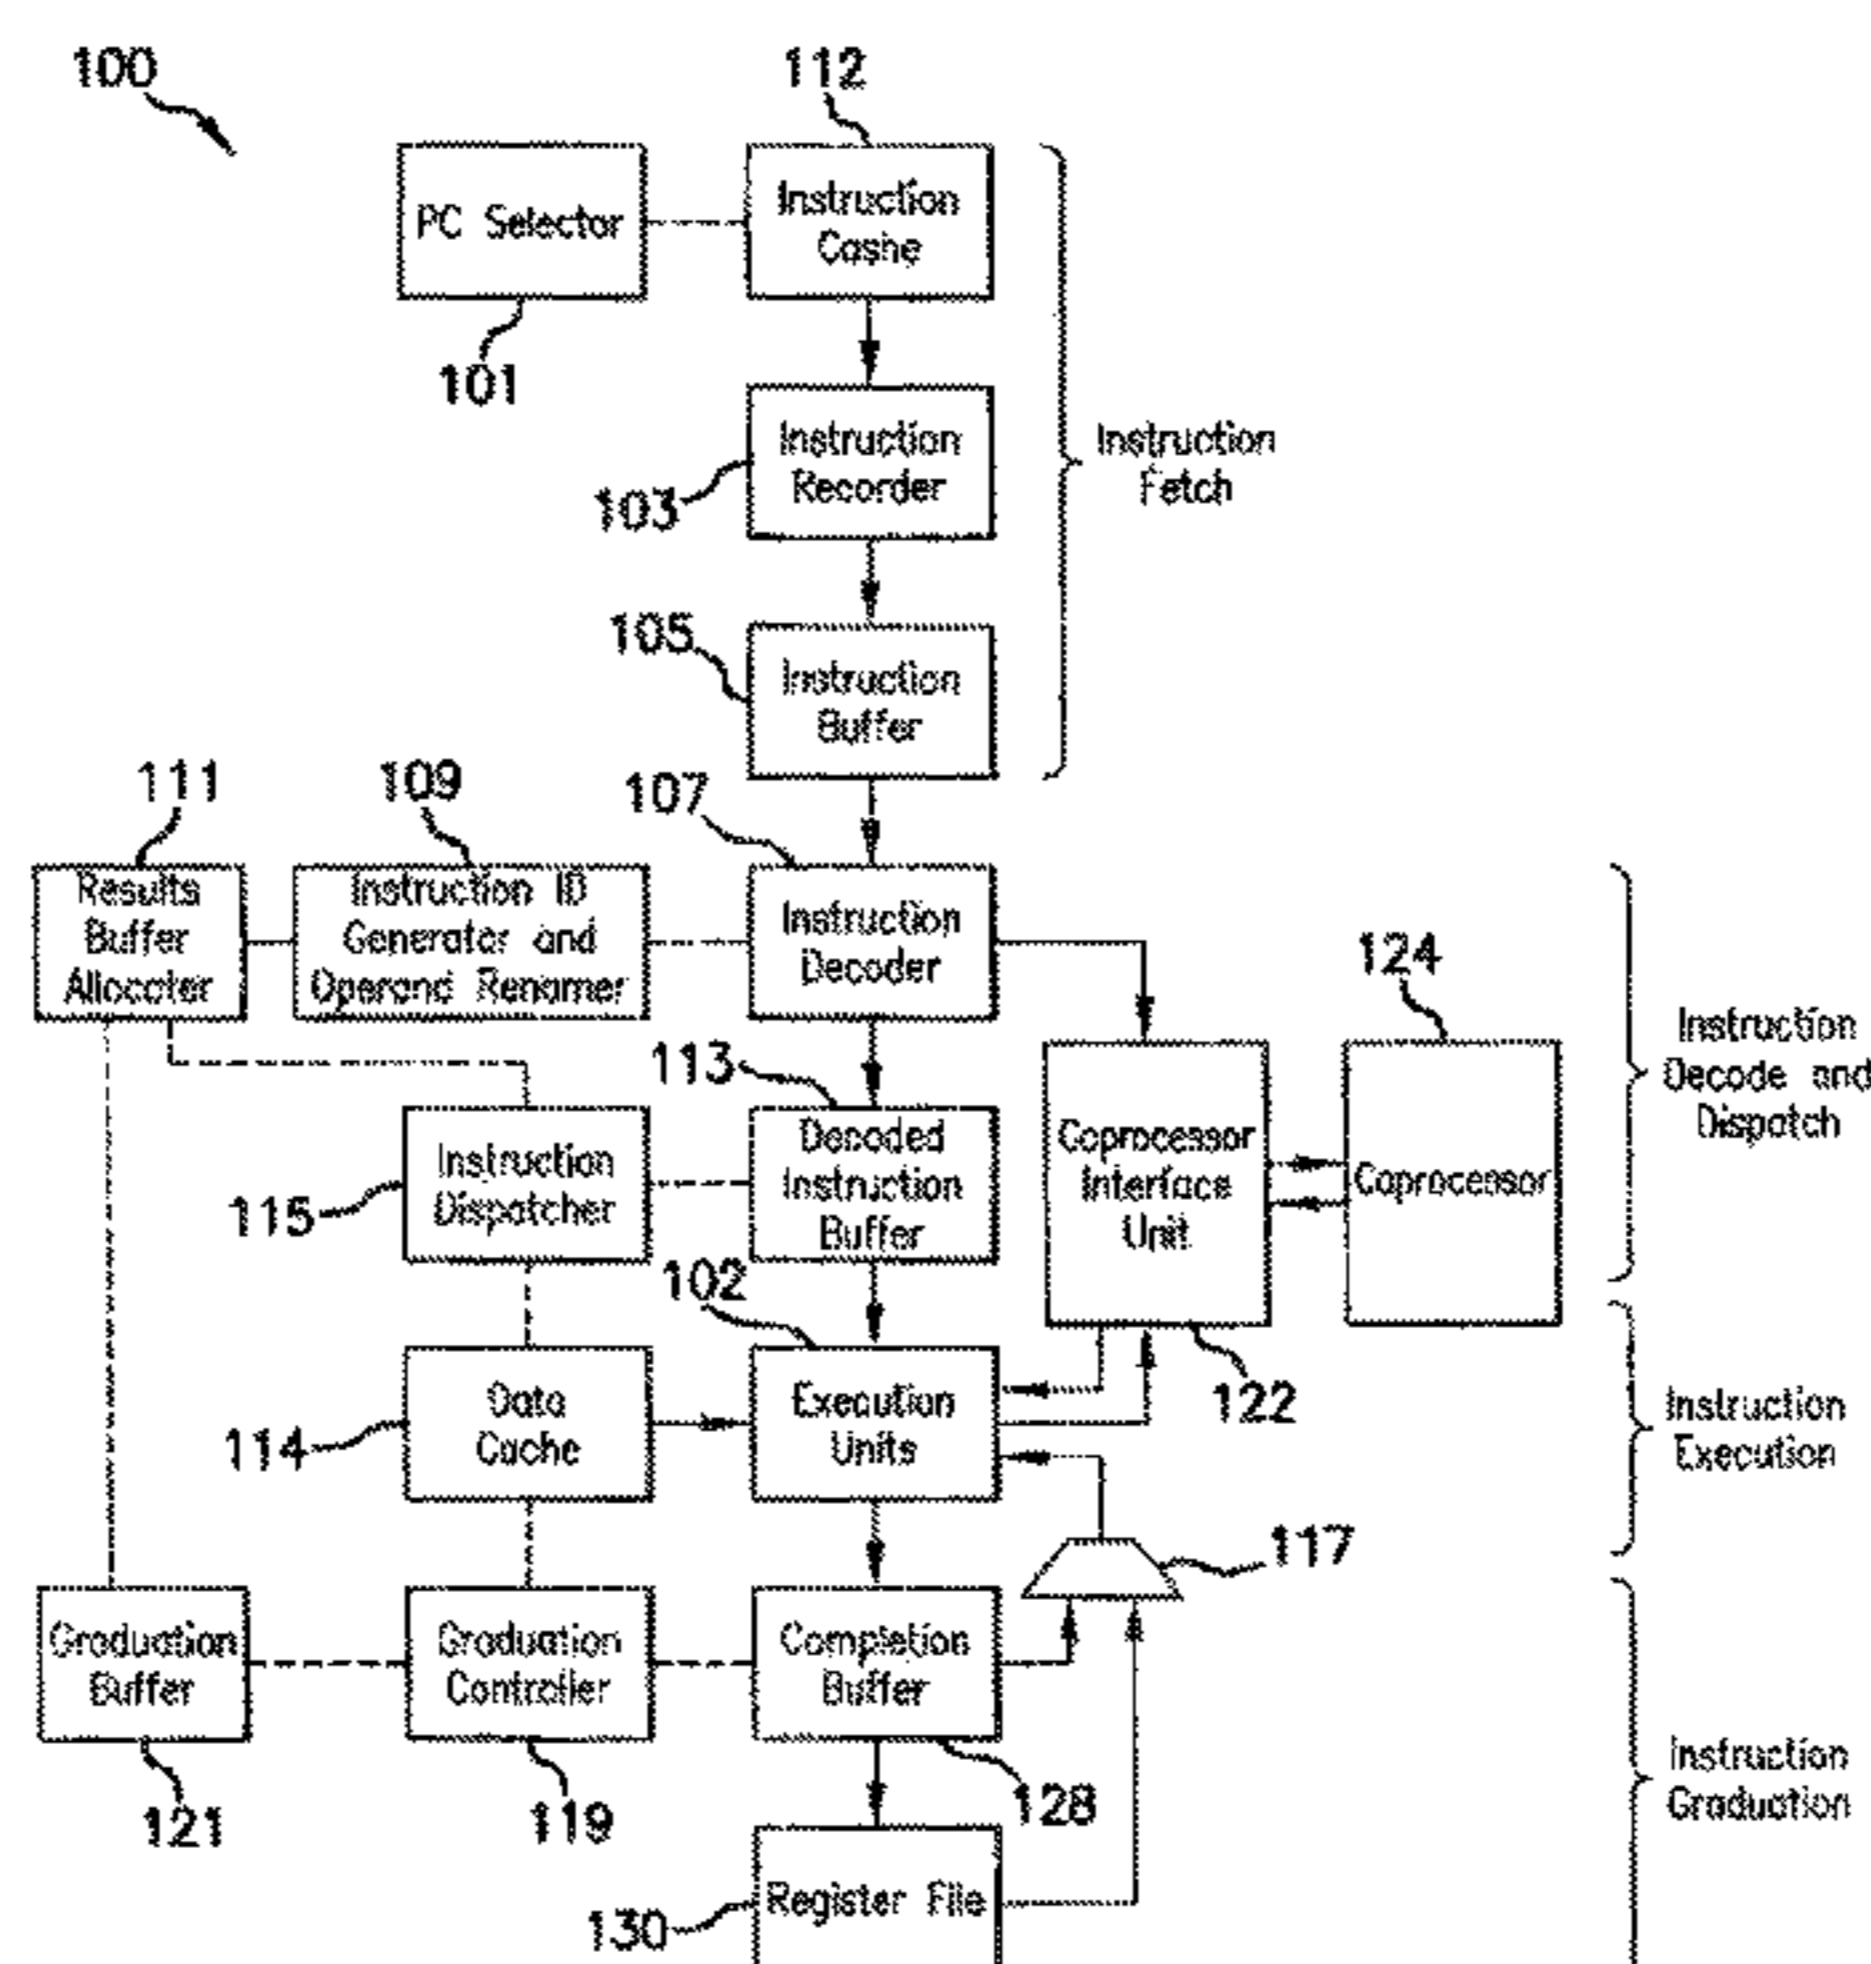 100
112
PC Selector
Instruction
Cashe
101
Instruction
Recorder
103
Instruction
Fetch
105
Instruction
Buffer
111
109
107
Results
Buffer
Allocater
Instruction ID
Generator and
Operand Renamer
Instruction
Decoder
124
Instruction
Decode and
Dispatch
113
115
Instruction
Dispatcher
Decoded
Instruction
Buffer
Coprocessor
Interface
Unit
Coprocessor
102
114
Data
Cache
Execution
Units
122
Instruction
Execution
117
Graduation
Buffer
Graduation
Controller
Completion
Buffer
121
119
128
Instruction
Graduation
130
Register File